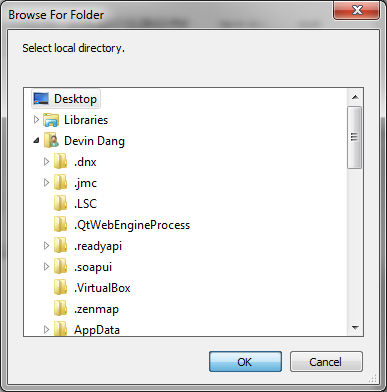 Browse For Folder
Select local directory.
Desktop
Libraries
Devin Dang
.dnx
.jmc
.LSC
.QtWebEngineProcess
.readyapi
.soapui
.VirtualBox
.zenmap
AppData
OK
Cancel